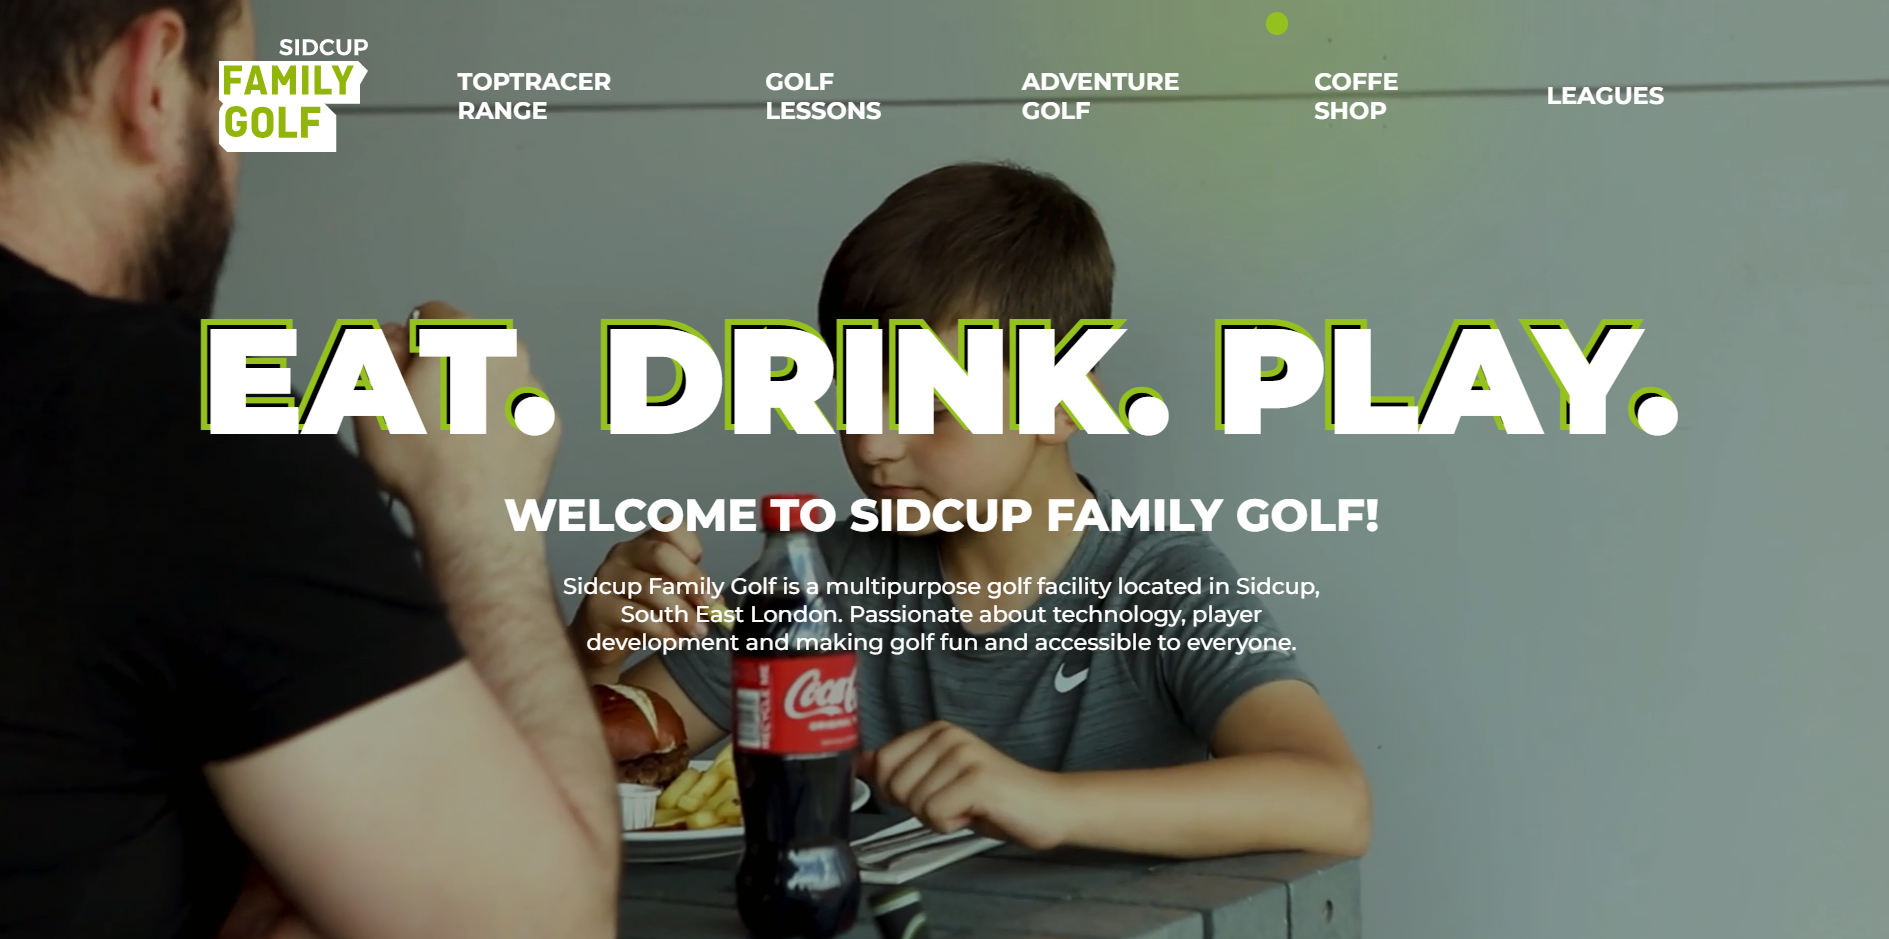 SIDCUP
FAMILY
GOLF
TOPTRACER
RANGE
GOLF
LESSONS
ADVENTURE
GOLF
COFFE
SHOP
LEAGUES
EAT. DRINK. PLAY.
WELCOME TO SIDCUP FAMILY GOLF!
Sidcup Family Golf is a multipurpose golf facility located in Sidcup,
South East London. Passionate about technology, player
development and making golf fun and accessible to everyone.
RECYCLE ME